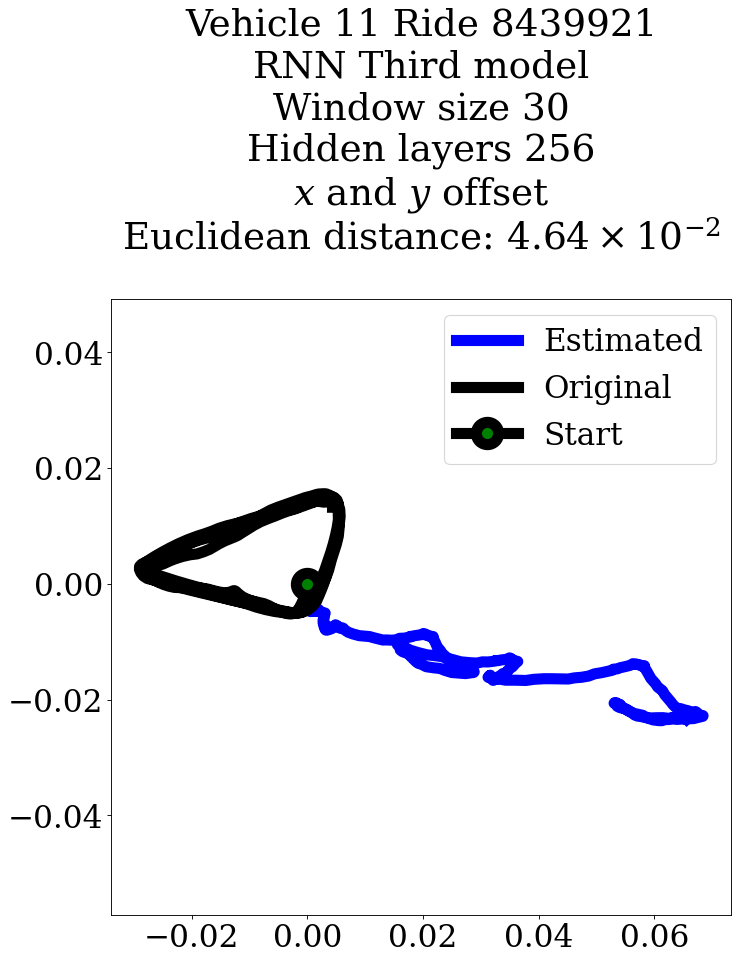 Vehicle 11 Ride 8439921
RNN Third model
Window size 30
Hidden layers 256
x and y offset
Euclidean distance: 4.64 × 10⁻²
Estimated
Original
Start
0.04
0.02
0.00
−0.02
−0.04
−0.02 0.00 0.02 0.04 0.06